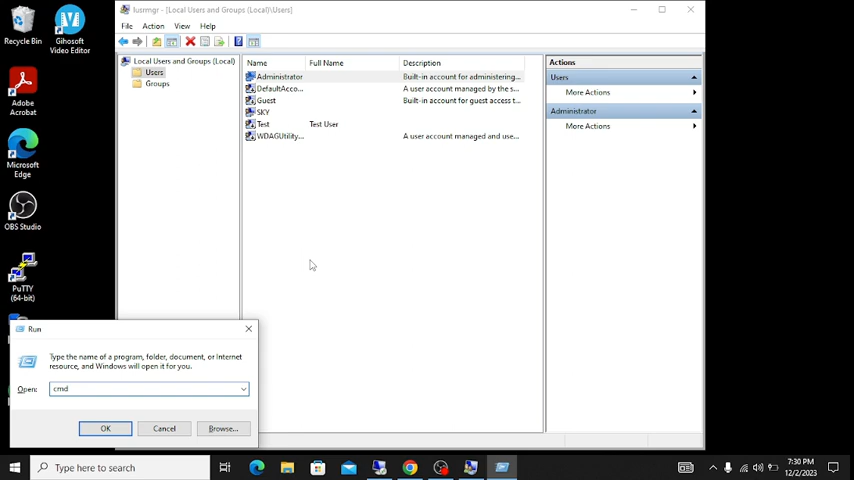 lusrmgr - [Local Users and Groups (Local)\Users]
File Action View Help
Recycle Bin
Gihosoft
Video Editor
Adobe
Acrobat
Microsoft
Edge
OBS Studio
PuTTY
(64-bit)
Local Users and Groups (Local)
Users
Groups
Name Full Name Description
Administrator Built-in account for administering...
DefaultAcco... A user account managed by the s...
Guest Built-in account for guest access t...
SKY
Test Test User
WDAGUtility... A user account managed and use...
Actions
Users
More Actions
Administrator
More Actions
Run
Type the name of a program, folder, document, or Internet
resource, and Windows will open it for you.
Open: cmd
OK Cancel Browse...
Type here to search
7:30 PM
12/2/2023